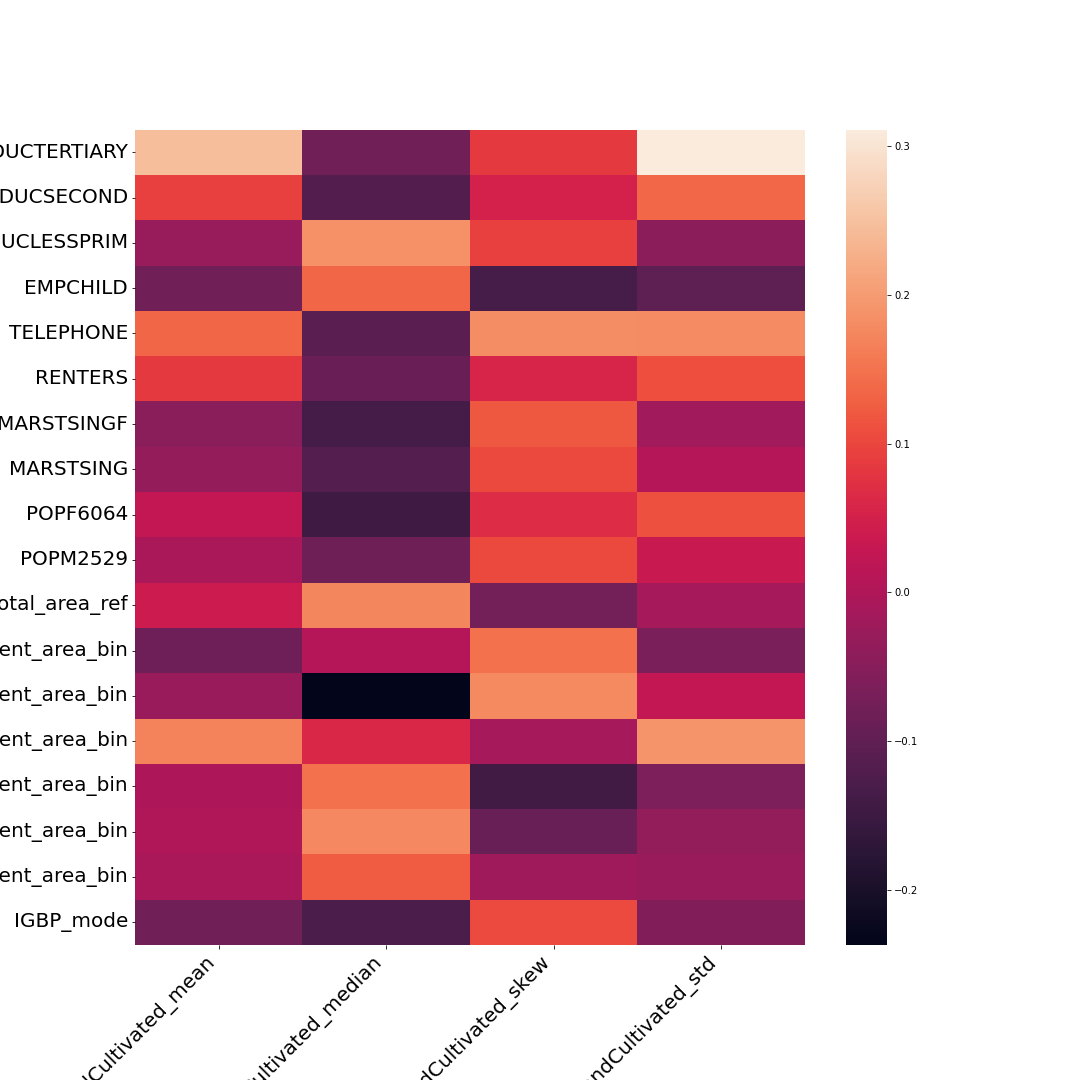 DUCTERTIARY
DUCSECOND
UCLESSPRIM
EMPCHILD
TELEPHONE
RENTERS
MARSTSINGF
MARSTSING
POPF6064
POPM2529
otal_area_ref
ent_area_bin
ent_area_bin
ent_area_bin
ent_area_bin
ent_area_bin
ent_area_bin
IGBP_mode
dCultivated_mean
ultivated_median
dCultivated_skew
ndCultivated_std
0.3
0.2
0.1
0.0
−0.1
−0.2